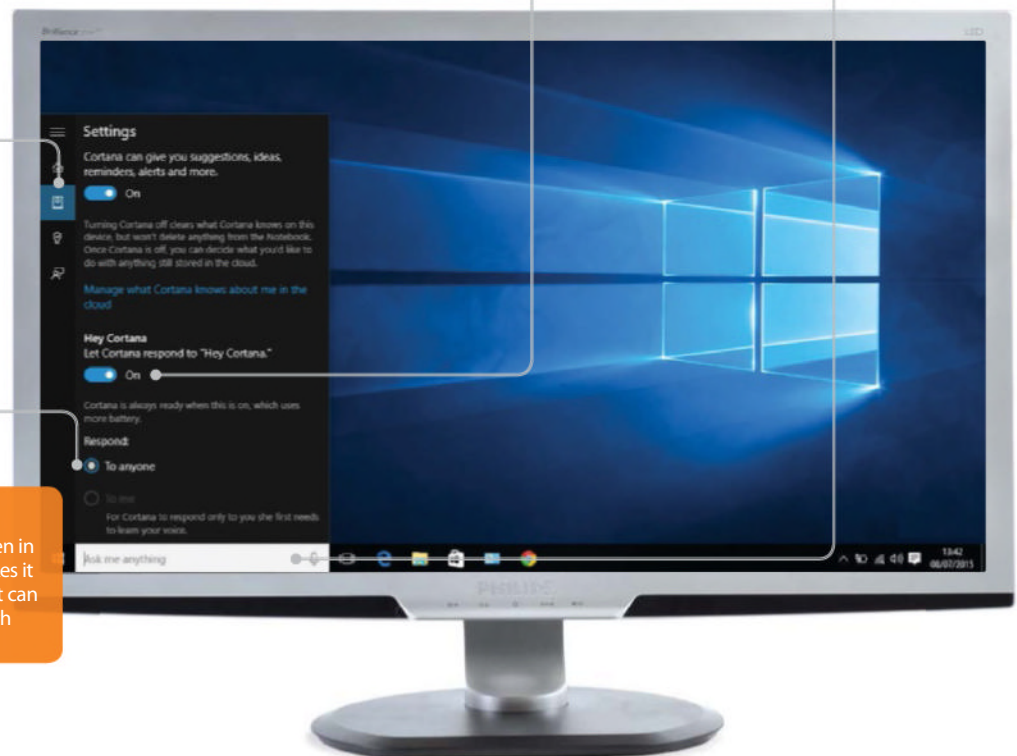 Brilliance
LED
Settings
Cortana can give you suggestions, ideas,
reminders, alerts and more.
On
Turning Cortana off clears what Cortana knows on this
device, but won't delete anything from the Notebook.
Once Cortana is off, you can decide what you'd like to
do with anything still stored in the cloud.
Manage what Cortana knows about me in the
cloud
Hey Cortana
Let Cortana respond to "Hey Cortana."
On
Cortana is always ready when this is on, which uses
more battery.
Respond:
To anyone
To me
For Cortana to respond only to you she first needs
to learn your voice.
en in
es it
t can
h
Ask me anything
13:42
08/07/2015
PHILIPS